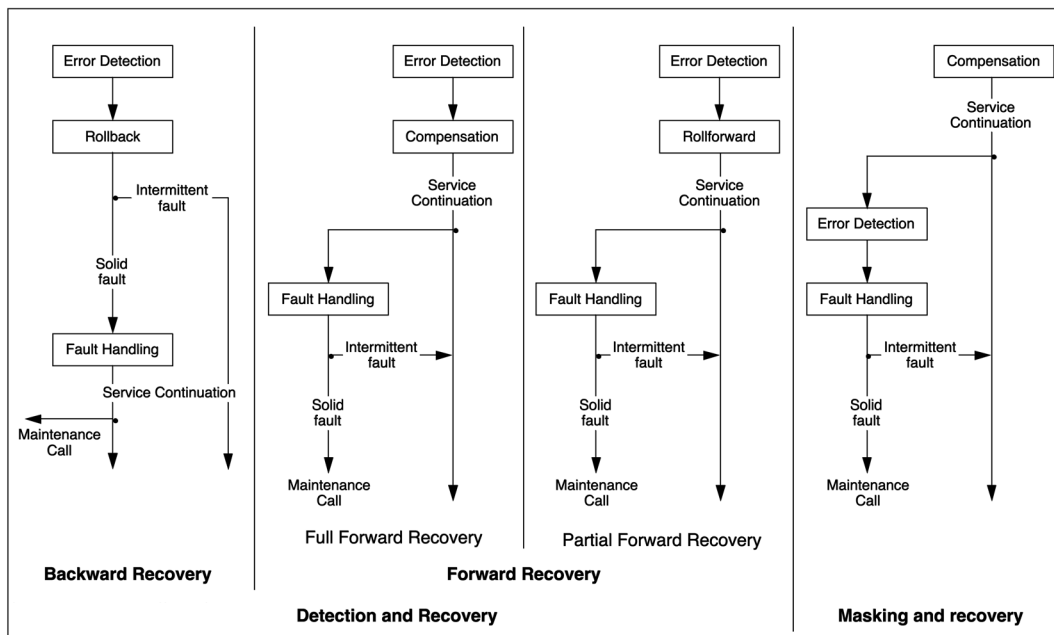 Error Detection
Rollback
Intermittent
fault
Solid
fault
Fault Handling
Service Continuation
Maintenance
Call
Backward Recovery
Error Detection
Compensation
Service
Continuation
Fault Handling
Intermittent
fault
Solid
fault
Maintenance
Call
Full Forward Recovery
Error Detection
Rollforward
Service
Continuation
Fault Handling
Intermittent
fault
Solid
fault
Maintenance
Call
Partial Forward Recovery
Forward Recovery
Detection and Recovery
Compensation
Service
Continuation
Error Detection
Fault Handling
Intermittent
fault
Solid
fault
Maintenance
Call
Masking and recovery